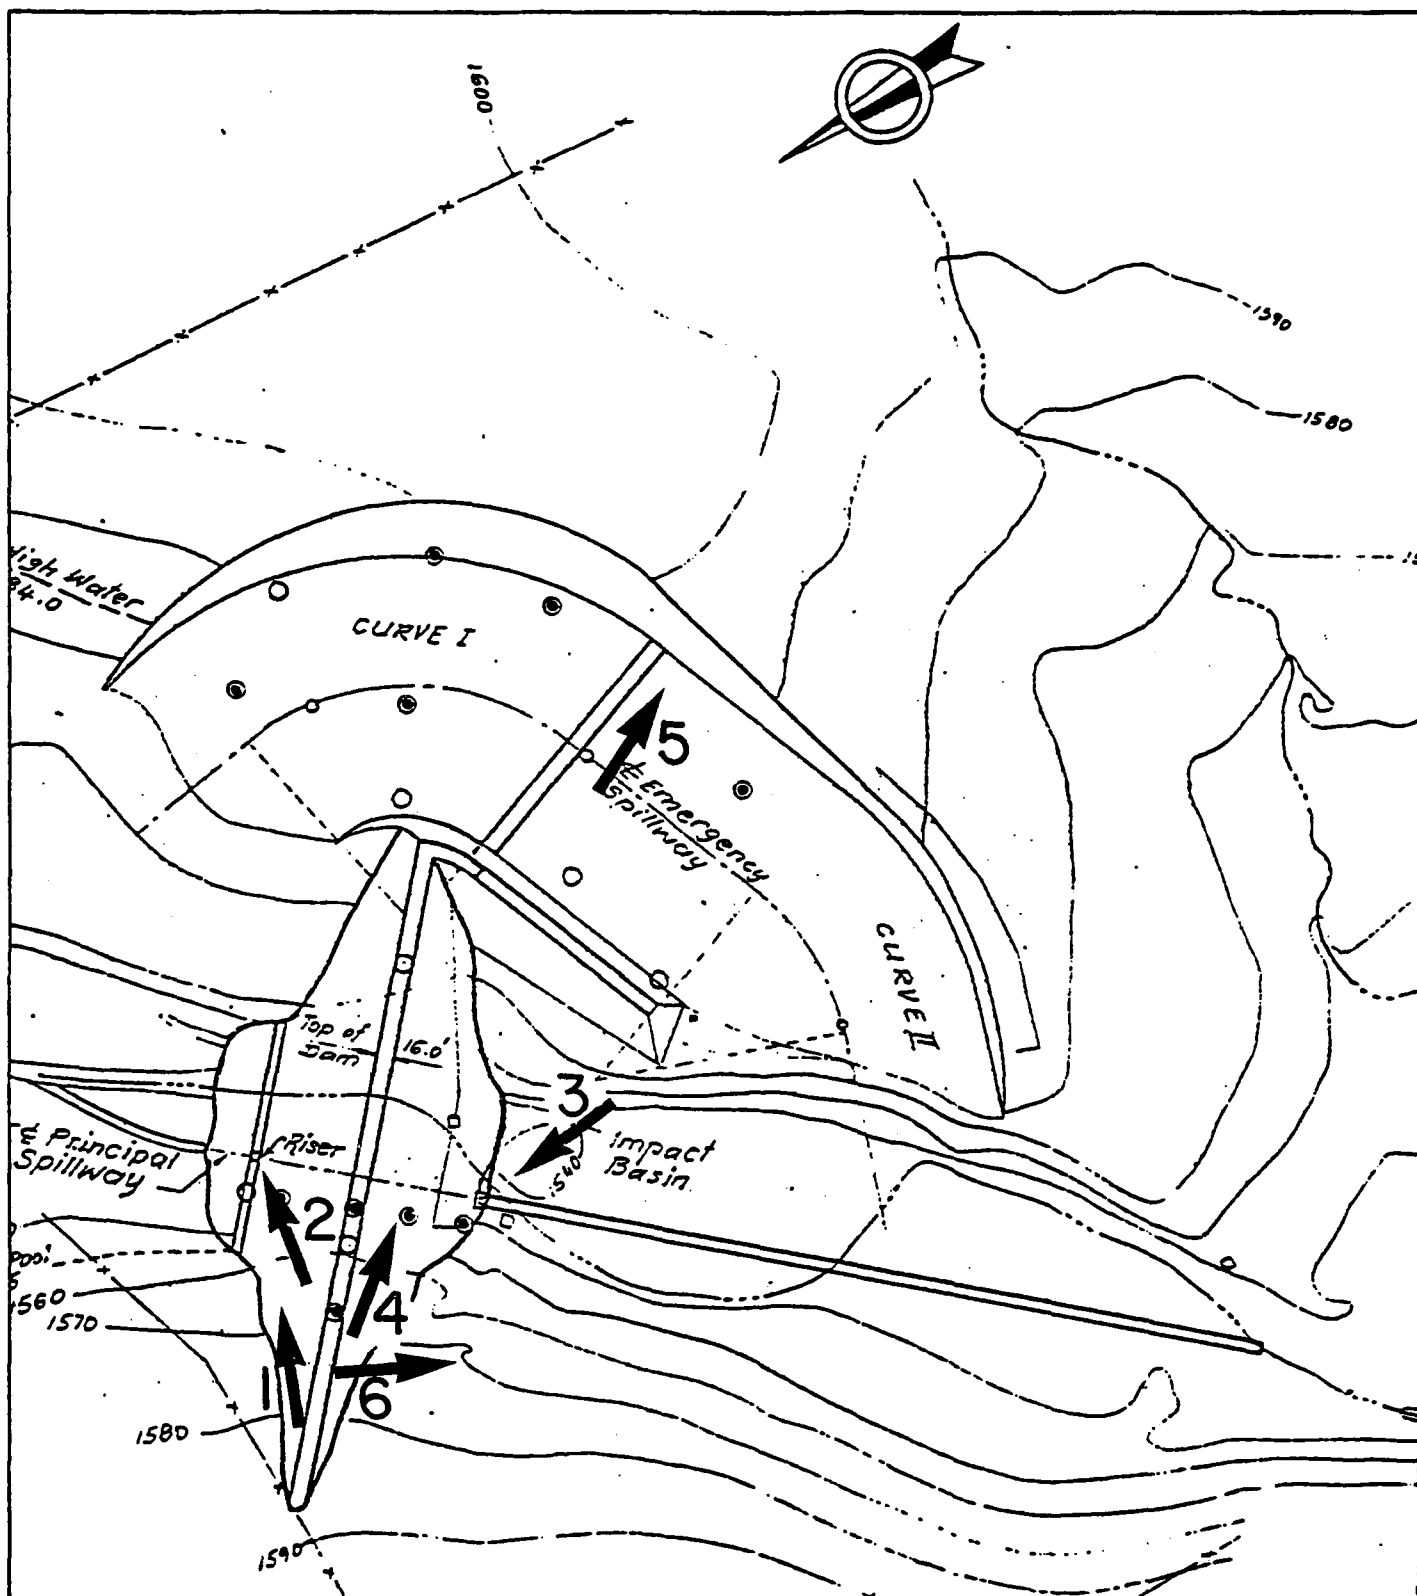 1600
1590
1580
High Water
84.0
CURVE I
5
℄ Emergency
Spillway
CURVE II
Top of
Dam
16.0'
3
Impact
Basin
1540
℄ Principal
Spillway
Riser
2
4
1560
1570
1
6
1580
1590